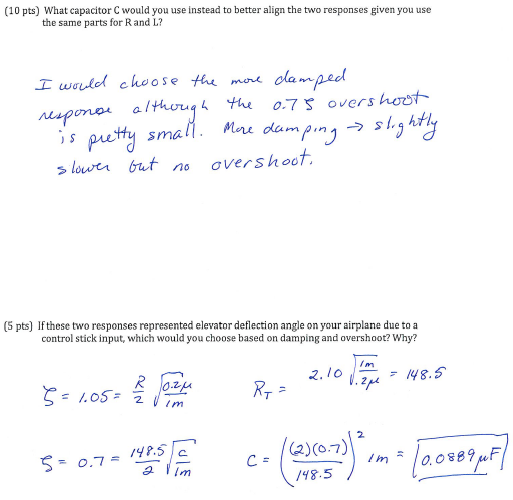 (10 pts) What capacitor C would you use instead to better align the two responses given you use
the same parts for R and L?
I would choose the more damped
response although the 0.7 ζ overshoot
is pretty small. More damping → slightly
slower but no overshoot.
(5 pts) If these two responses represented elevator deflection angle on your airplane due to a
control stick input, which would you choose based on damping and overshoot? Why?
ζ = 1.05 = R/2 √(0.2μ/1m) R_T = 2.10 √(1m/.2μ) = 148.5
ζ = 0.7 = 148.5/2 √(C/1m) C = ((2)(0.7)/148.5)² 1m = 0.0889 μF